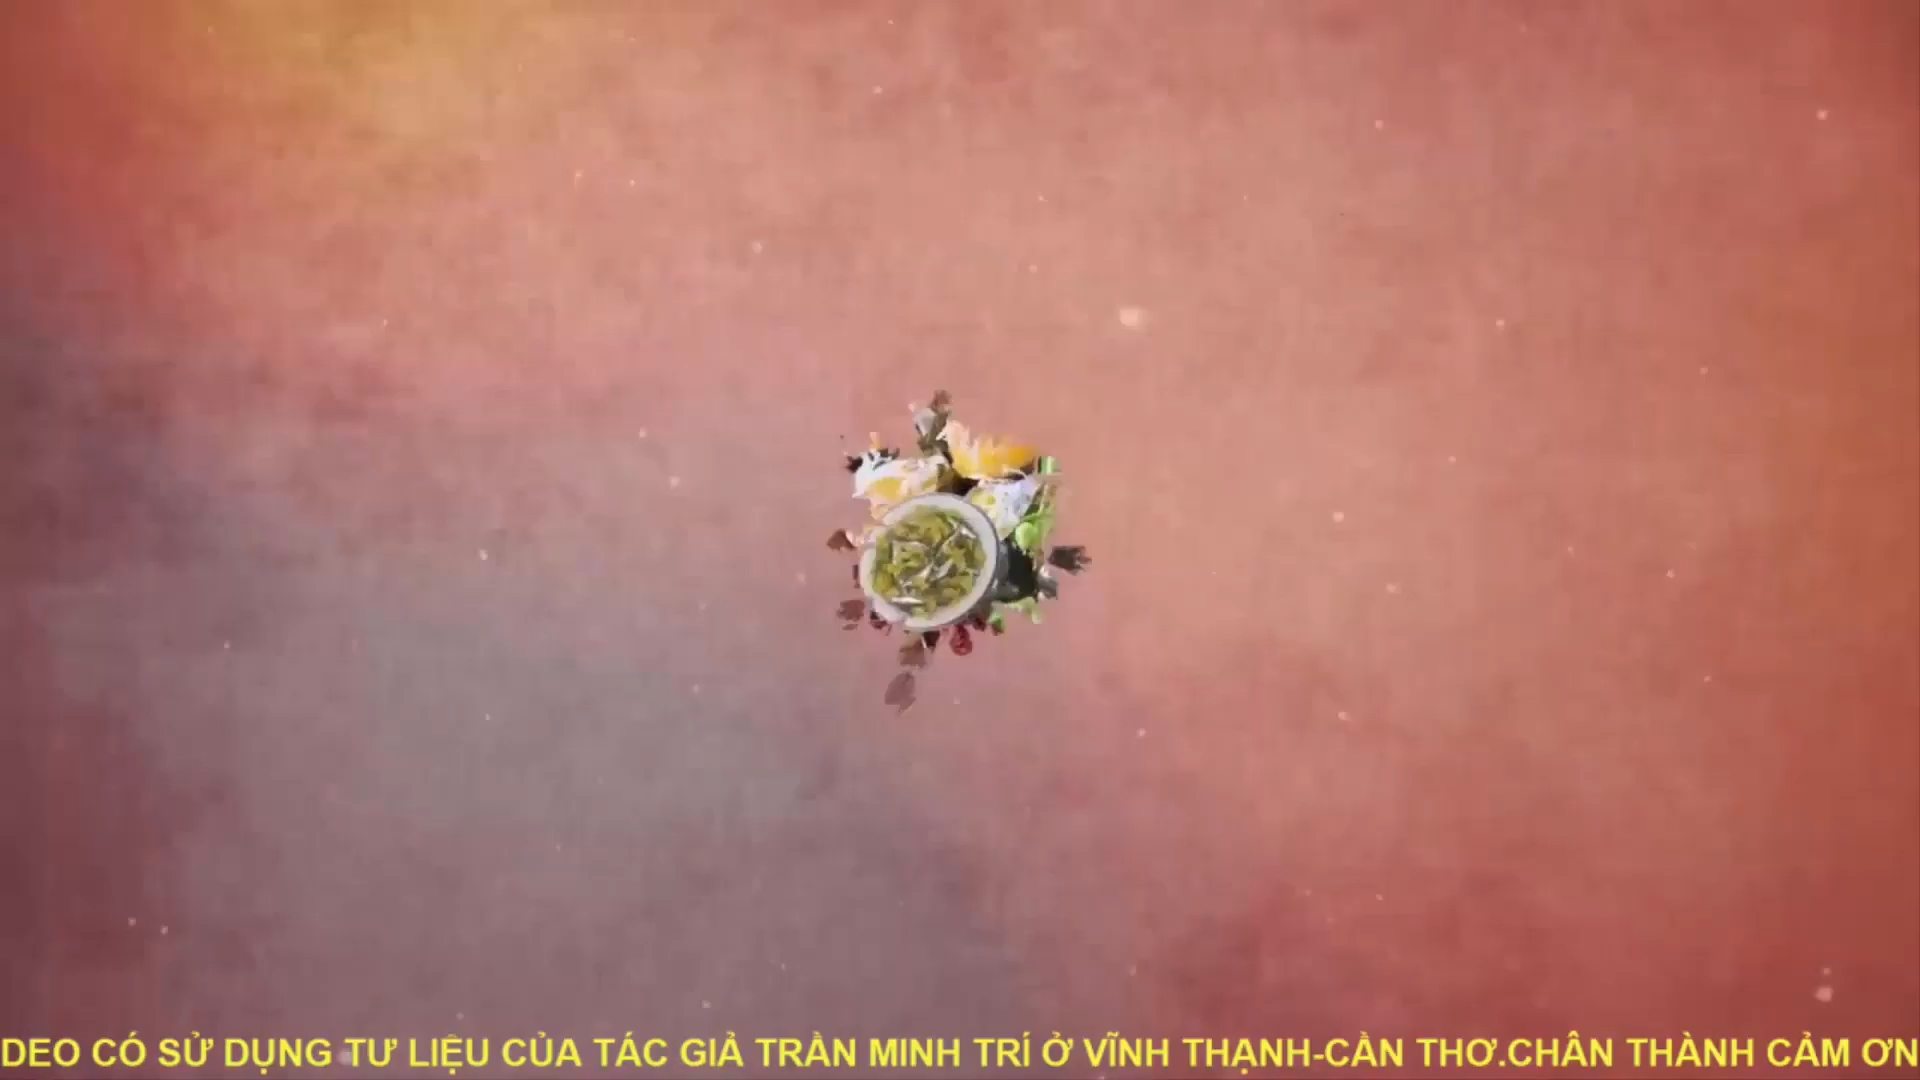 DEO CÓ SỬ DỤNG TƯ LIỆU CỦA TÁC GIẢ TRẦN MINH TRÍ Ở VĨNH THẠNH-CẦN THƠ.CHÂN THÀNH CẢM ƠN